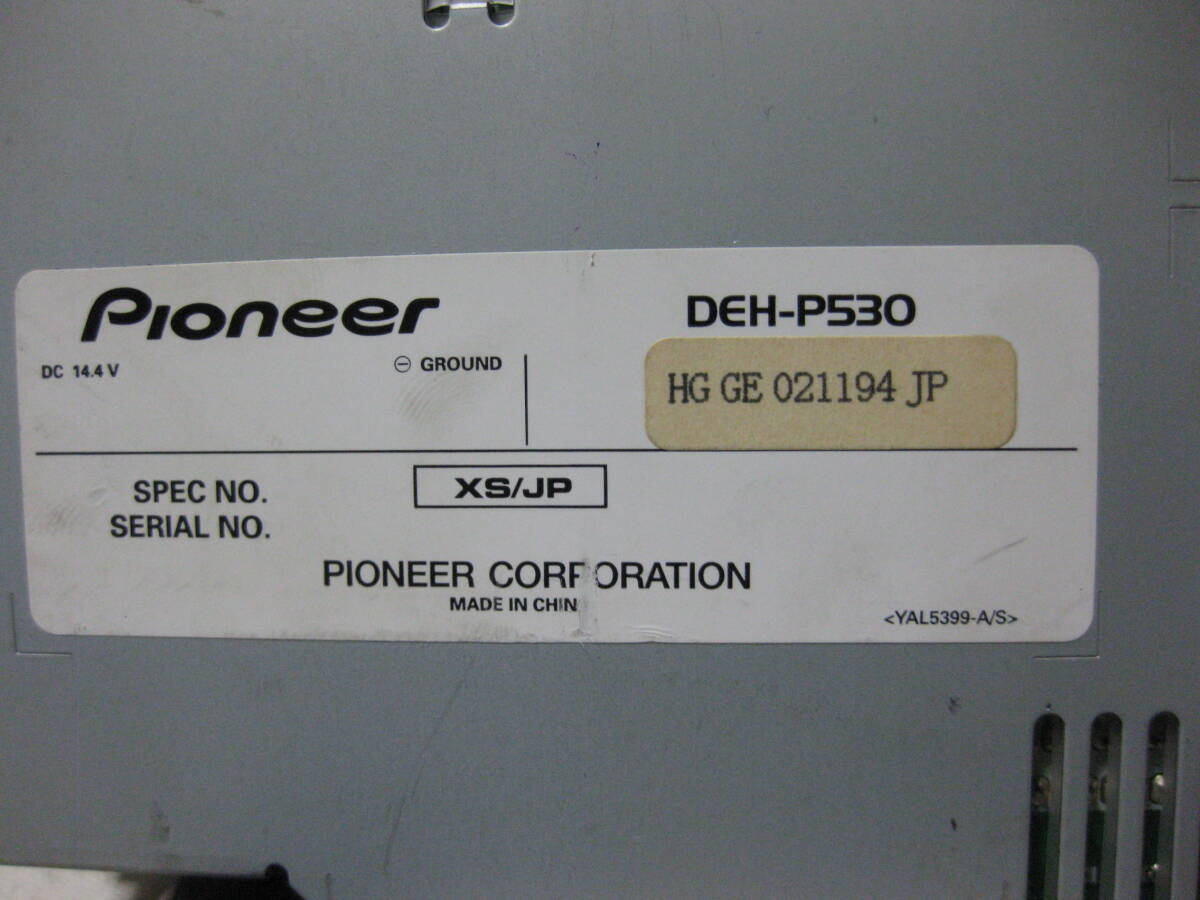 Pioneer
DEH-P530
DC 14.4 V
⊖ GROUND
HG GE 021194 JP
SPEC NO.
XS/JP
SERIAL NO.
PIONEER CORPORATION
MADE IN CHIN
<YAL5399-A/S>